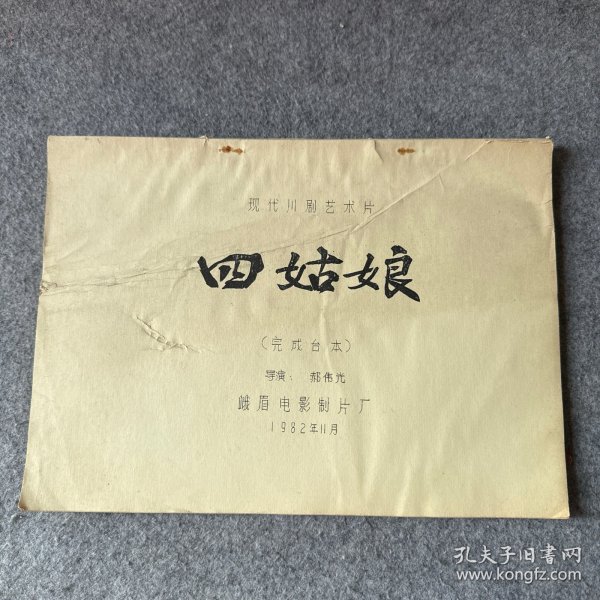 现代川剧艺术片
四姑娘
（完成台本）
导演：郝伟光
峨眉电影制片厂
1982年11月
孔夫子旧书网
www.kongfz.com